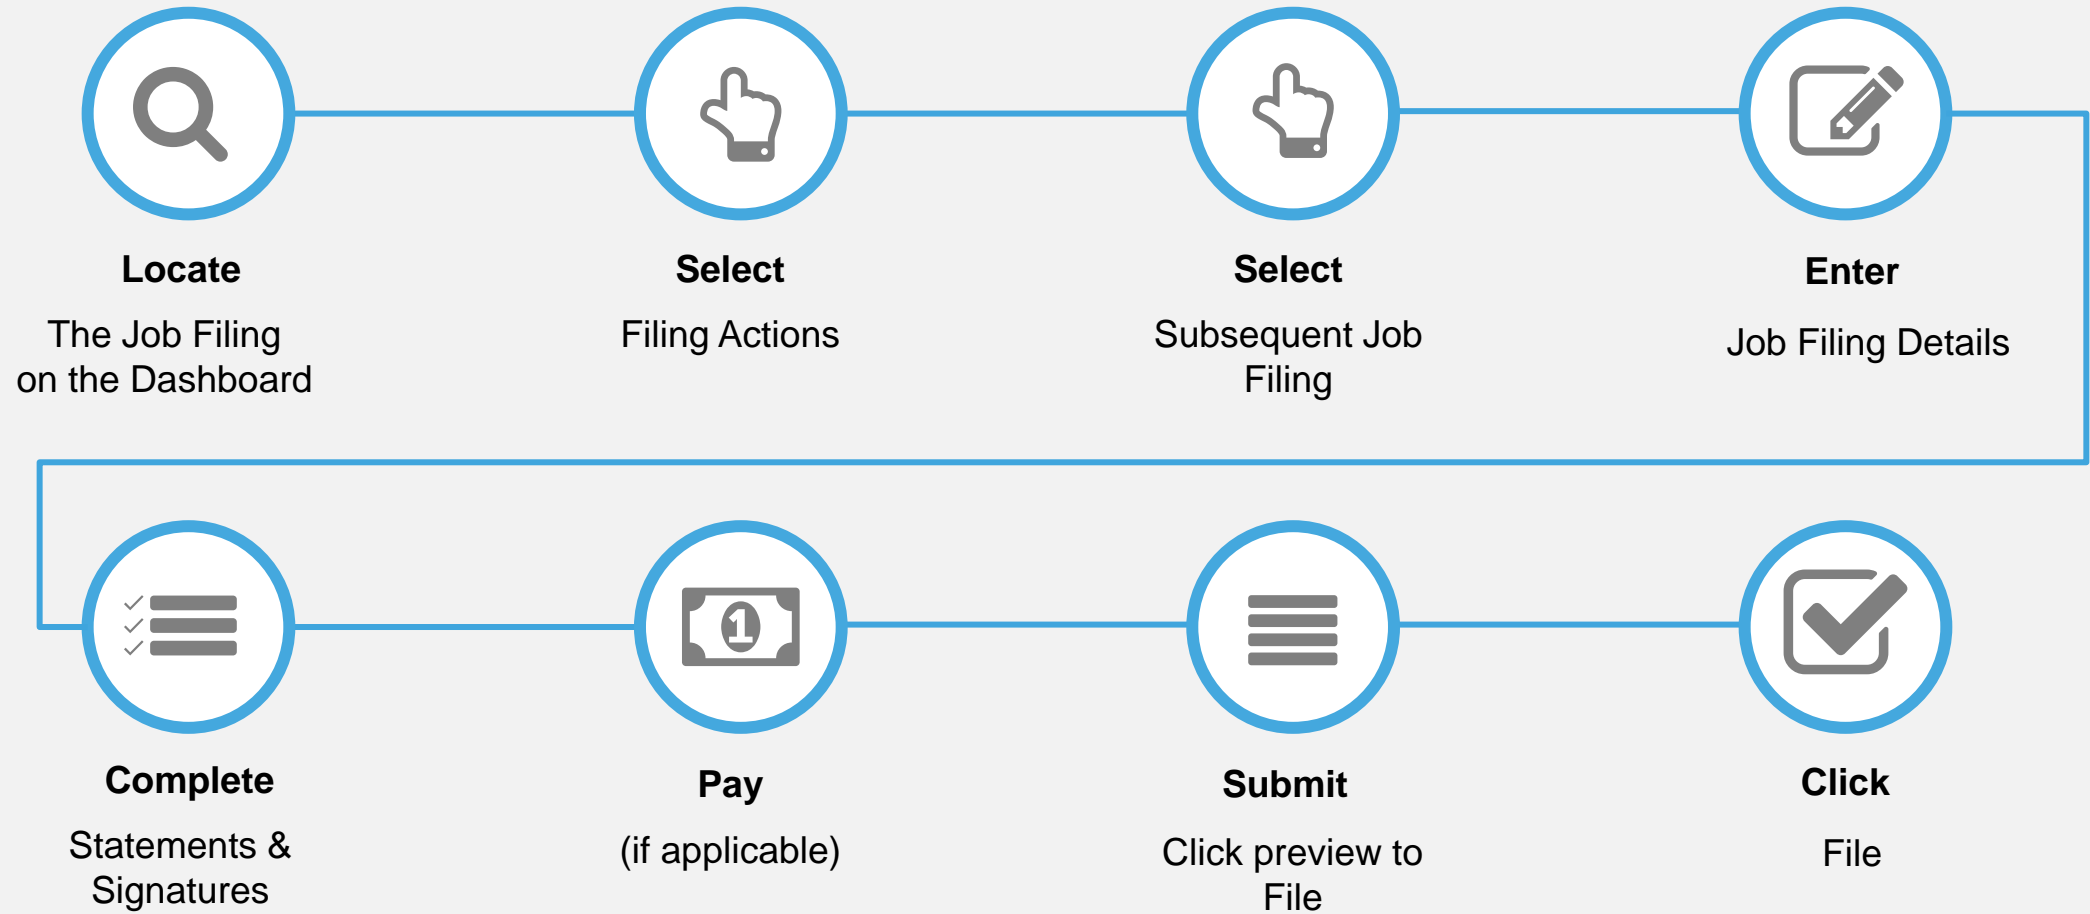 Locate
The Job Filing
on the Dashboard
Select
Filing Actions
Select
Subsequent Job
Filing
Enter
Job Filing Details
Complete
Statements &
Signatures
1
Pay
(if applicable)
Submit
Click preview to
File
Click
File